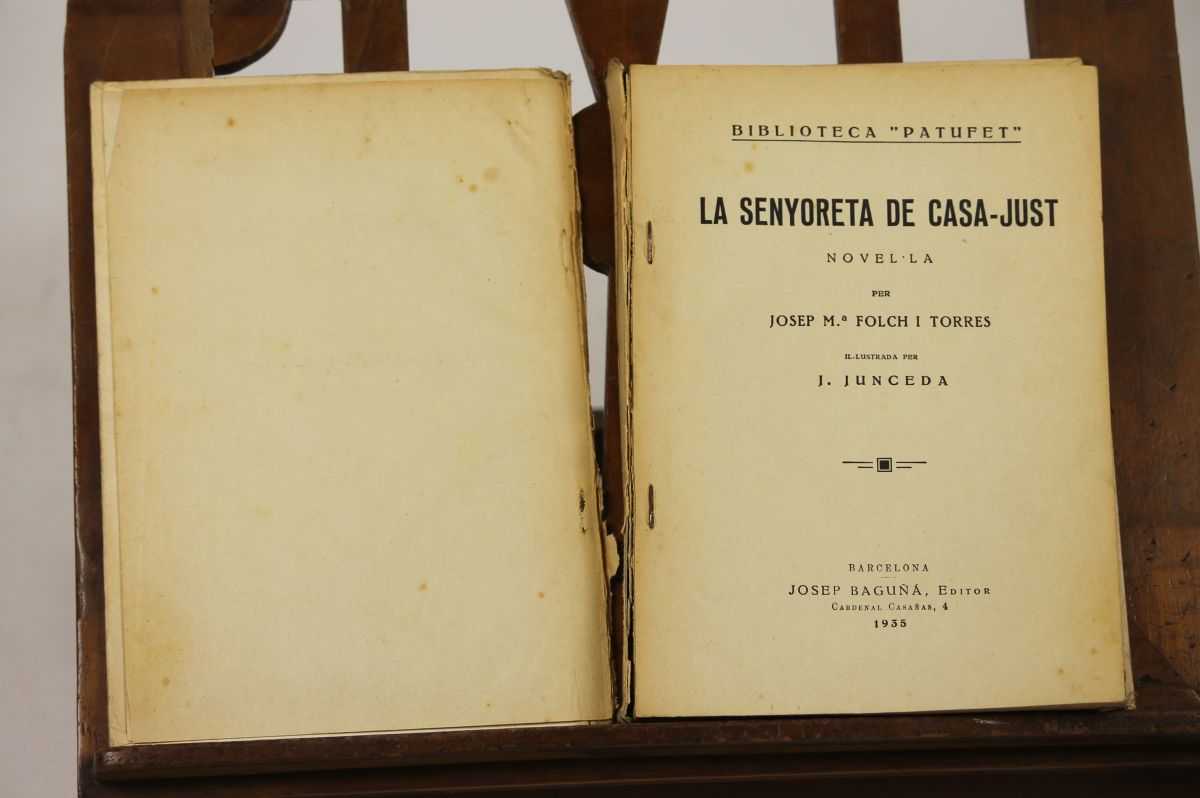 BIBLIOTECA "PATUFET"
LA SENYORETA DE CASA-JUST
NOVEL·LA
PER
JOSEP M.ª FOLCH I TORRES
IL·LUSTRADA PER
J. JUNCEDA
BARCELONA
JOSEP BAGUÑÁ, EDITOR
CARDENAL CASAÑAS, 4
1935